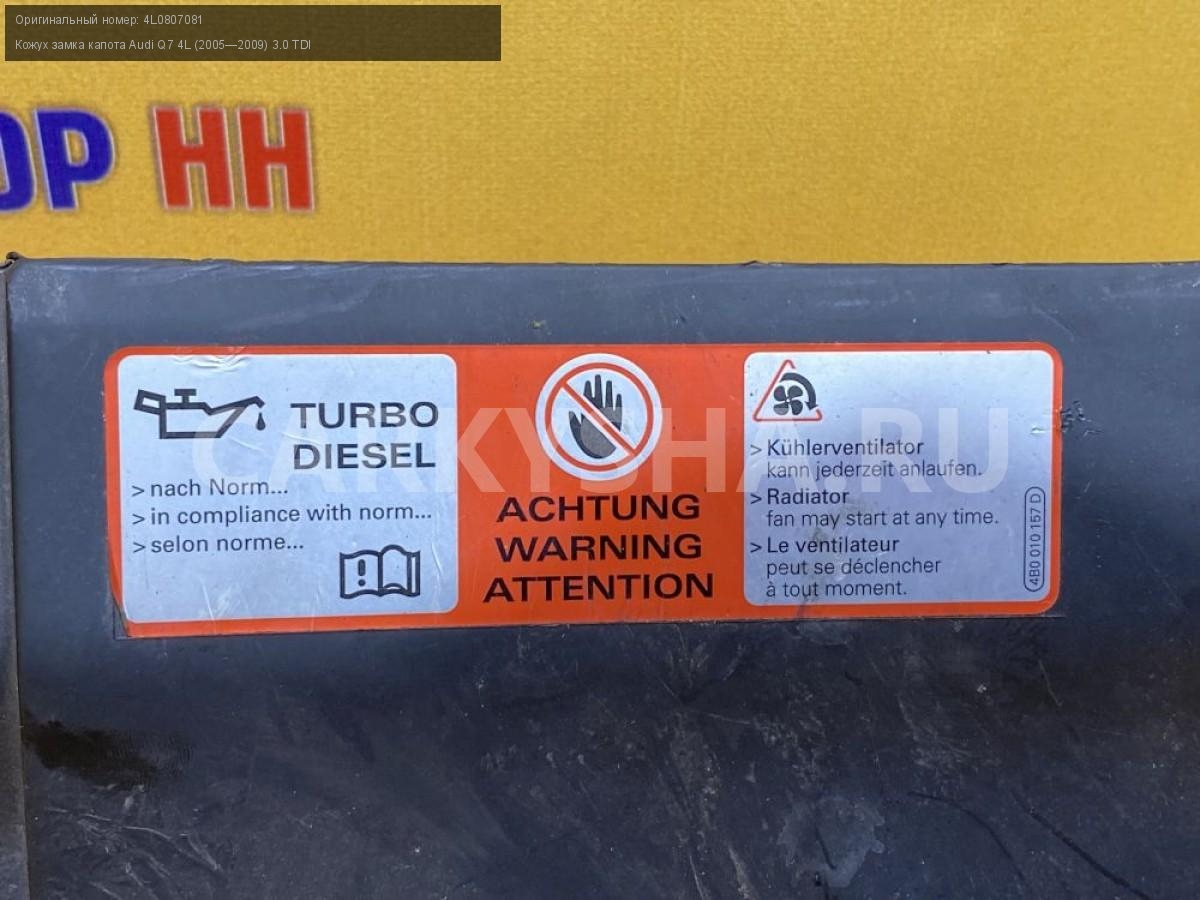 Оригинальный номер: 4L0807081
Кожух замка капота Audi Q7 4L (2005—2009) 3.0 TDI
ОР НН
TURBO
DIESEL
> nach Norm...
> in compliance with norm...
> selon norme...
ACHTUNG
WARNING
ATTENTION
> Kühlerventilator
kann jederzeit anlaufen.
> Radiator
fan may start at any time.
> Le ventilateur
peut se déclencher
à tout moment.
4B0 010 157 D
CARKYSHA.RU